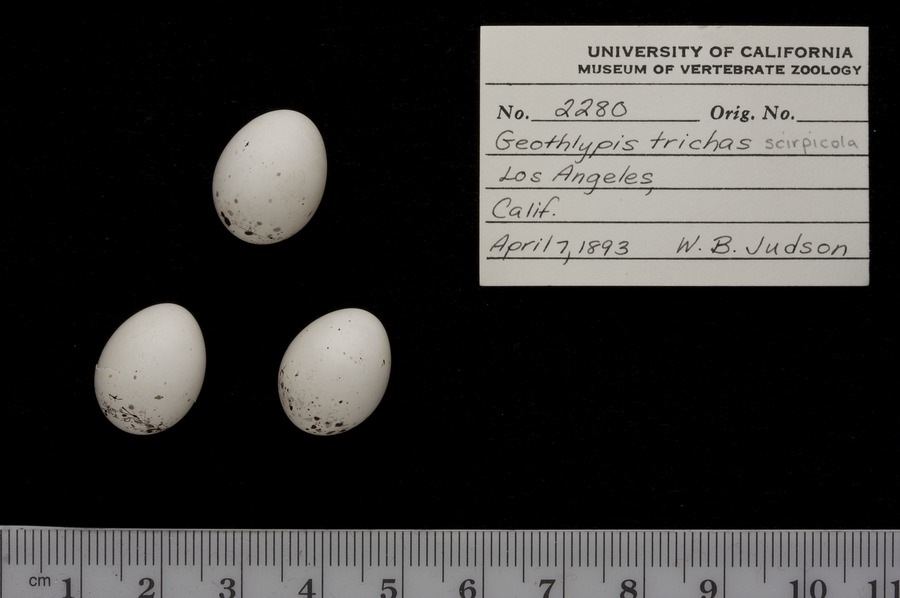 UNIVERSITY OF CALIFORNIA
MUSEUM OF VERTEBRATE ZOOLOGY
No. 2280 Orig. No.
Geothlypis trichas scirpicola
Los Angeles,
Calif.
April 7, 1893 W. B. Judson
cm 1 2 3 4 5 6 7 8 9 10 11